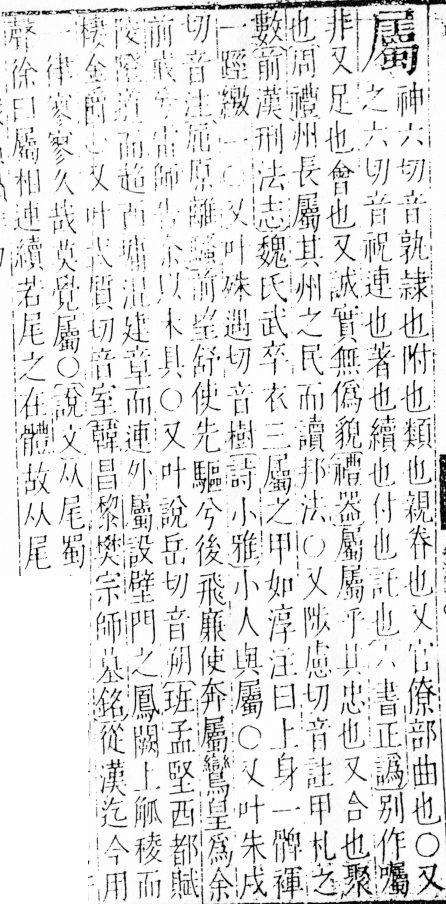 屬神六切音孰隸也附也類也親眷也又官僚部曲也○又
之六切音祝連也著也續也付也託也六書正譌別作囑
非又足也會也又誠實無偽貌禮器屬屬乎其忠也又合也聚
也周禮州長屬其州之民而讀邦法○又陟慮切音註甲札之
數前漢刑法志魏氏武卒衣三屬之甲如淳注曰上身一髀褌
一踁繳一○又叶殊遇切音樹詩小雅小人與屬○又叶朱戍
切音注屈原離騷前望舒使先驅兮後飛廉使奔屬鸞皇為余
前戒兮雷師告余以未具○又叶說岳切音朔班孟堅西都賦
陵隥道而超西墉混建章而連外屬設壁門之鳳闕上觚稜而
棲金爵○又叶式質切音室韓昌黎樊宗師墓銘從漢迄今用
律寥寥久哉莫覺屬○說文从尾蜀
聲徐曰屬相連續若尾之在體故从尾